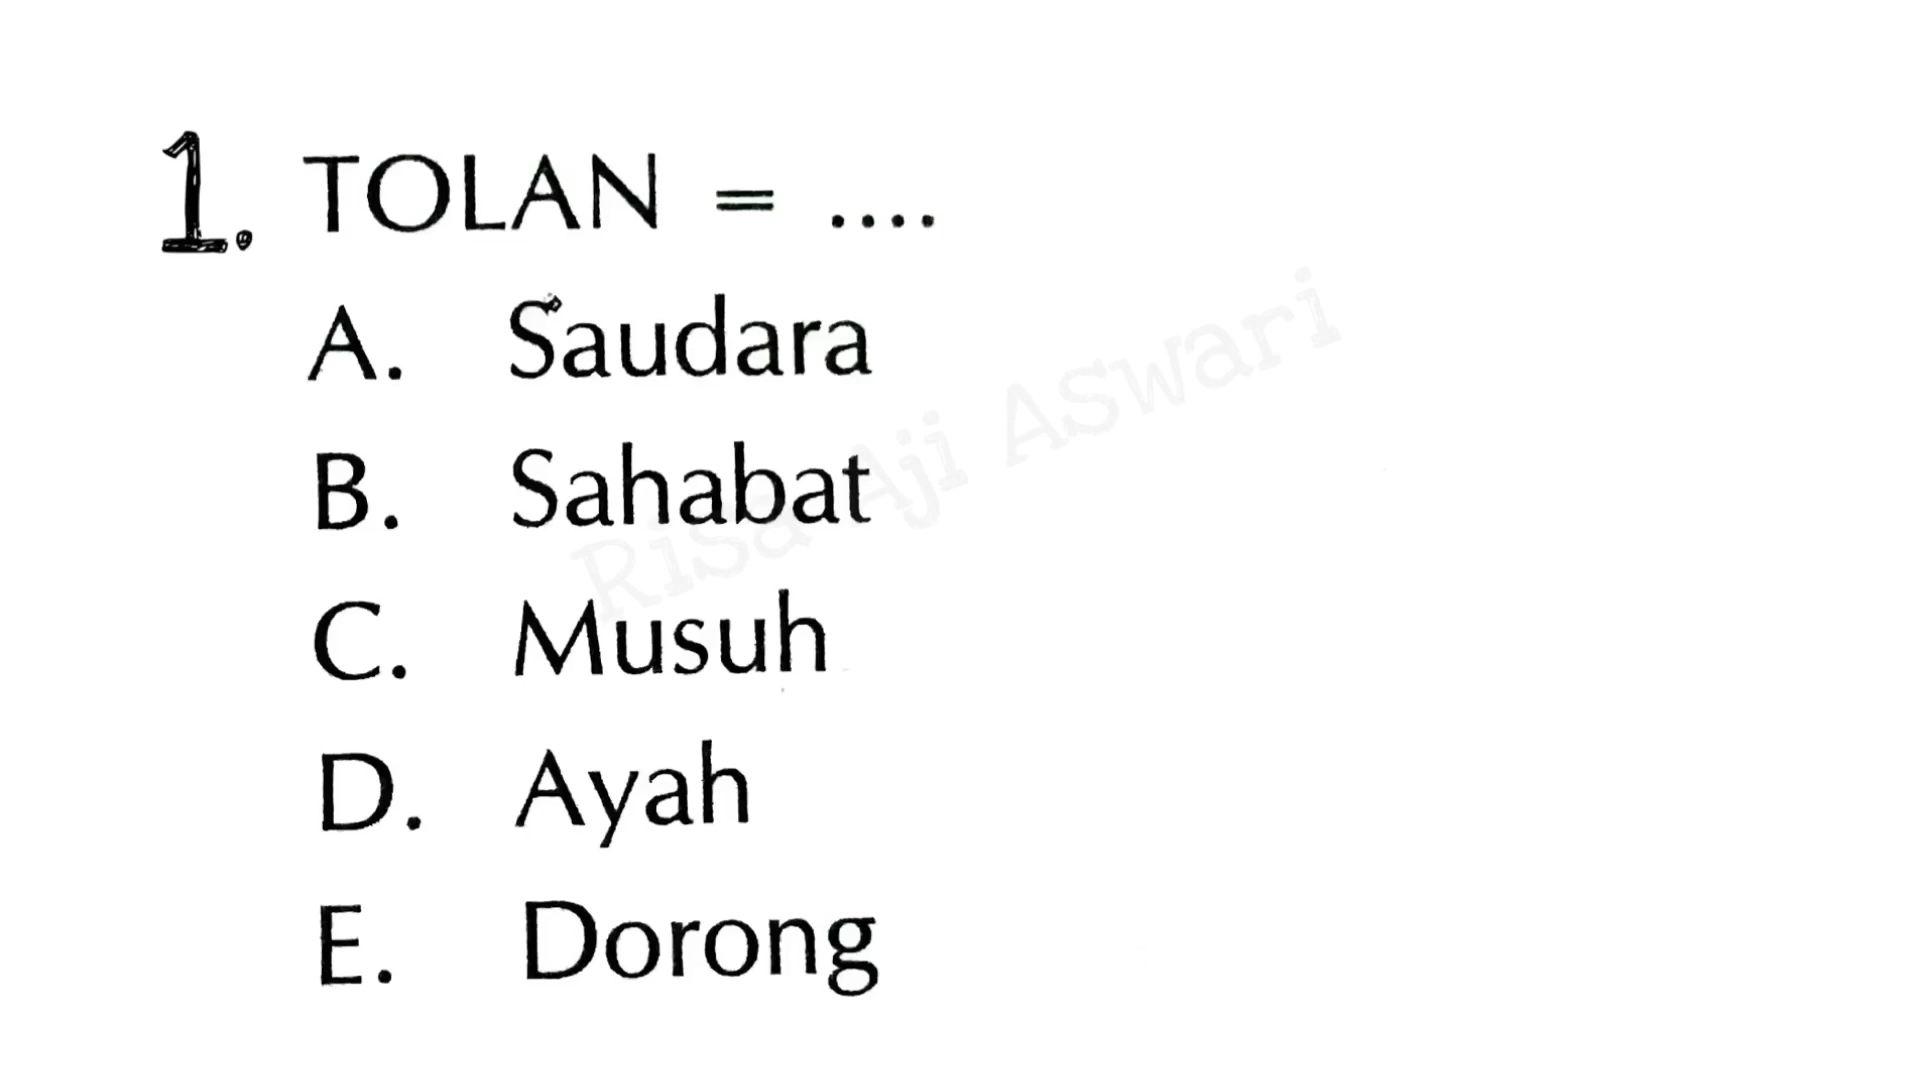 1. TOLAN = ....
A. Saudara
B. Sahabat
C. Musuh
D. Ayah
E. Dorong
Risa Aji ASwari